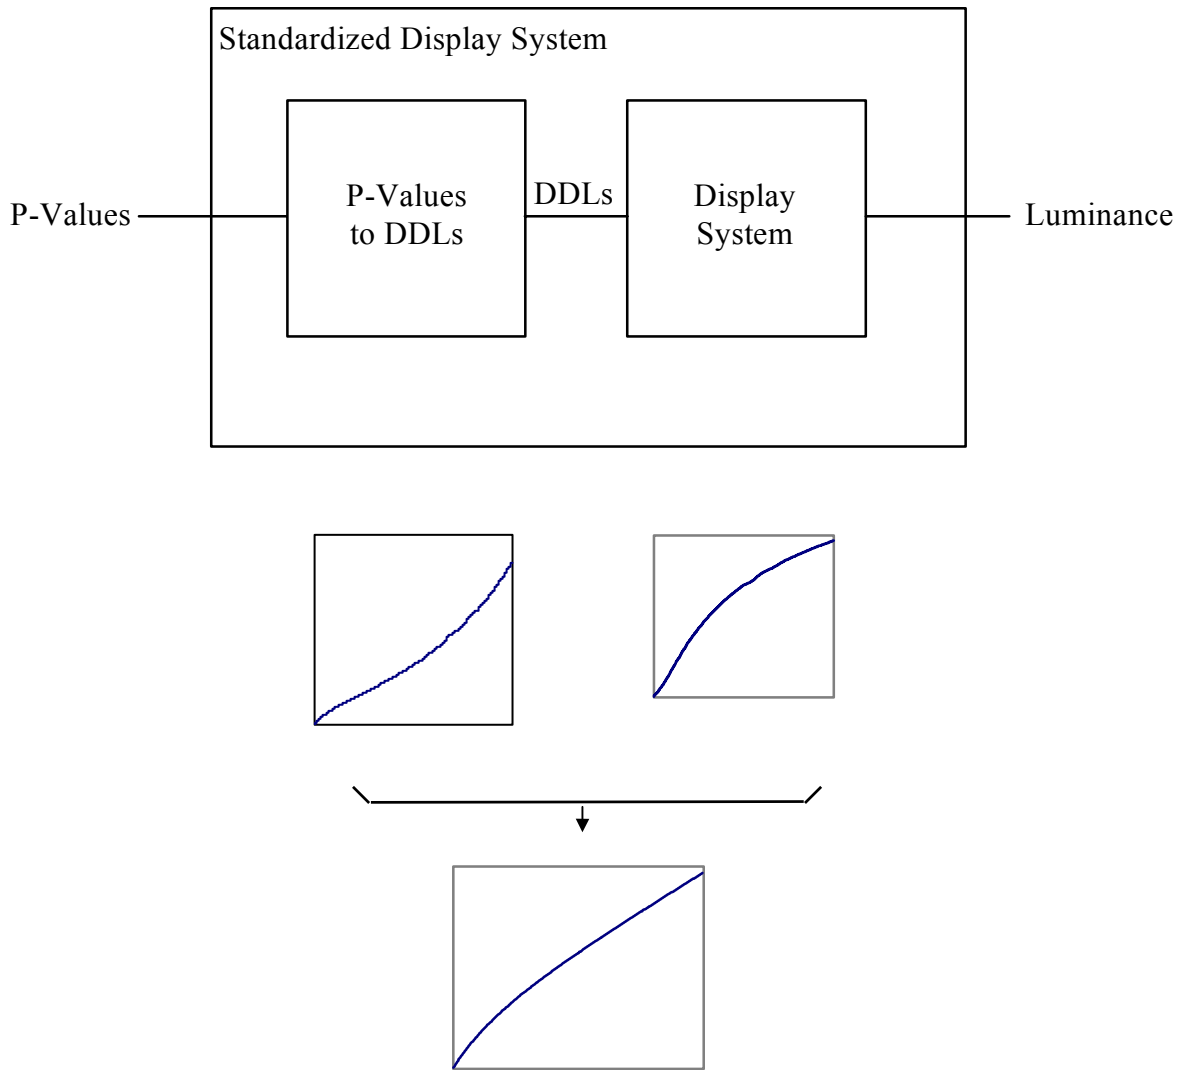 Standardized Display System
P-Values
P-Values
to DDLs
DDLs
Display
System
Luminance